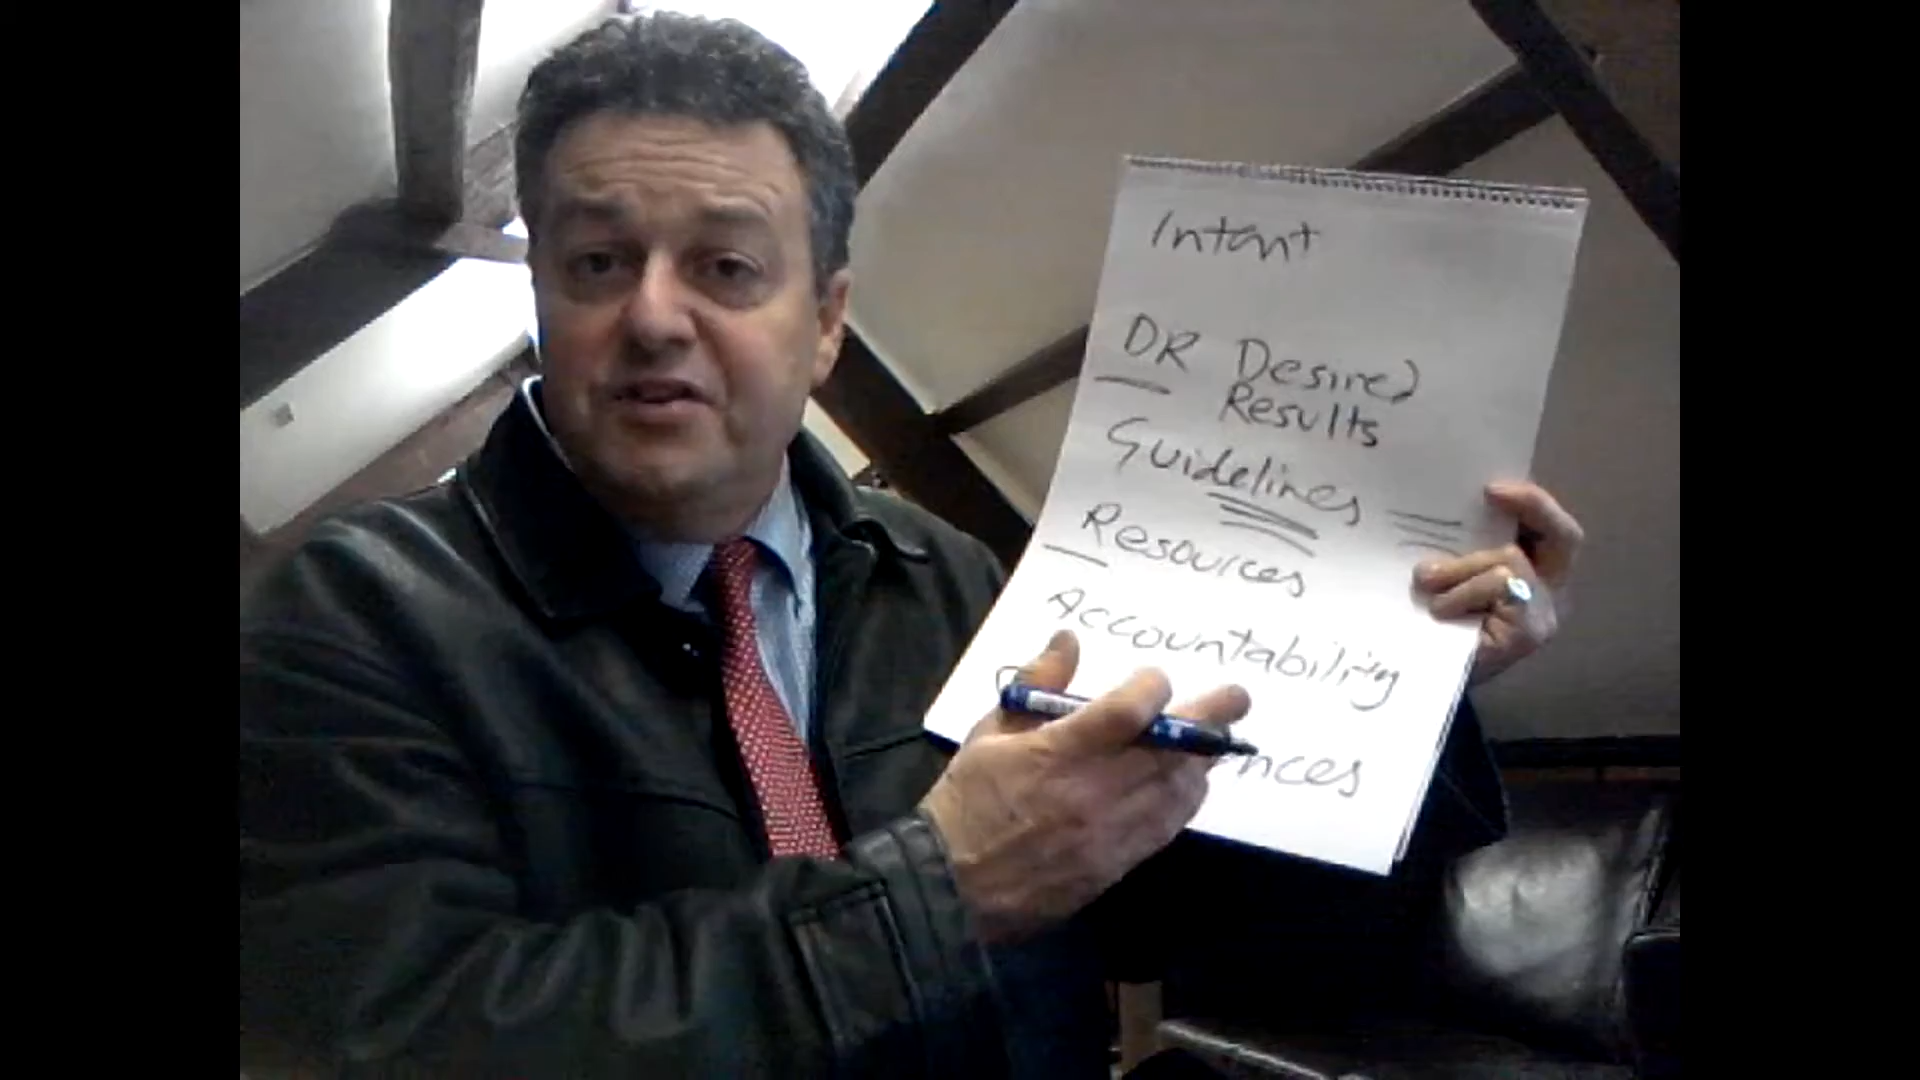 Intent
DR Desired
Results
Guidelines
Resources
Accountability